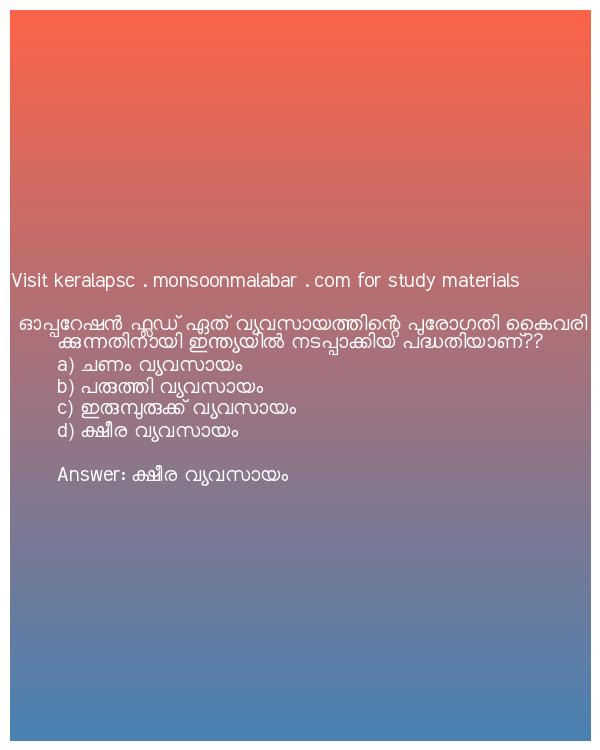 Visit keralapsc . monsoonmalabar . com for study materials
ഓപ്പറേഷൻ ഫ്ലഡ് ഏത് വ്യവസായത്തിന്റെ പുരോഗതി കൈവരി
ക്കുന്നതിനായി ഇന്ത്യയിൽ നടപ്പാക്കിയ പദ്ധതിയാണ്??
a) ചണം വ്യവസായം
b) പരുത്തി വ്യവസായം
c) ഇരുമ്പുരുക്ക് വ്യവസായം
d) ക്ഷീര വ്യവസായം
Answer: ക്ഷീര വ്യവസായം